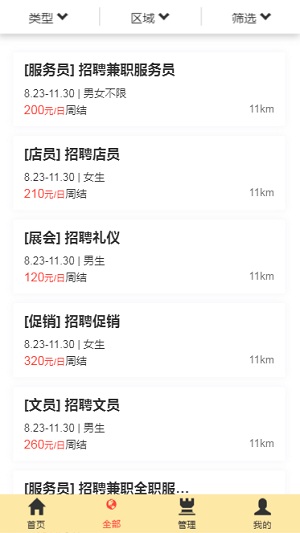 类型 区域 筛选
[服务员] 招聘兼职服务员
8.23-11.30 | 男女不限
200元/日周结 11km
[店员] 招聘店员
8.23-11.30 | 女生
210元/日周结 11km
[展会] 招聘礼仪
8.23-11.30 | 男生
120元/日周结 11km
[促销] 招聘促销
8.23-11.30 | 女生
320元/日周结 11km
[文员] 招聘文员
8.23-11.30 | 男生
260元/日周结 11km
[服务员] 招聘兼职全职服...
首页 全部 管理 我的